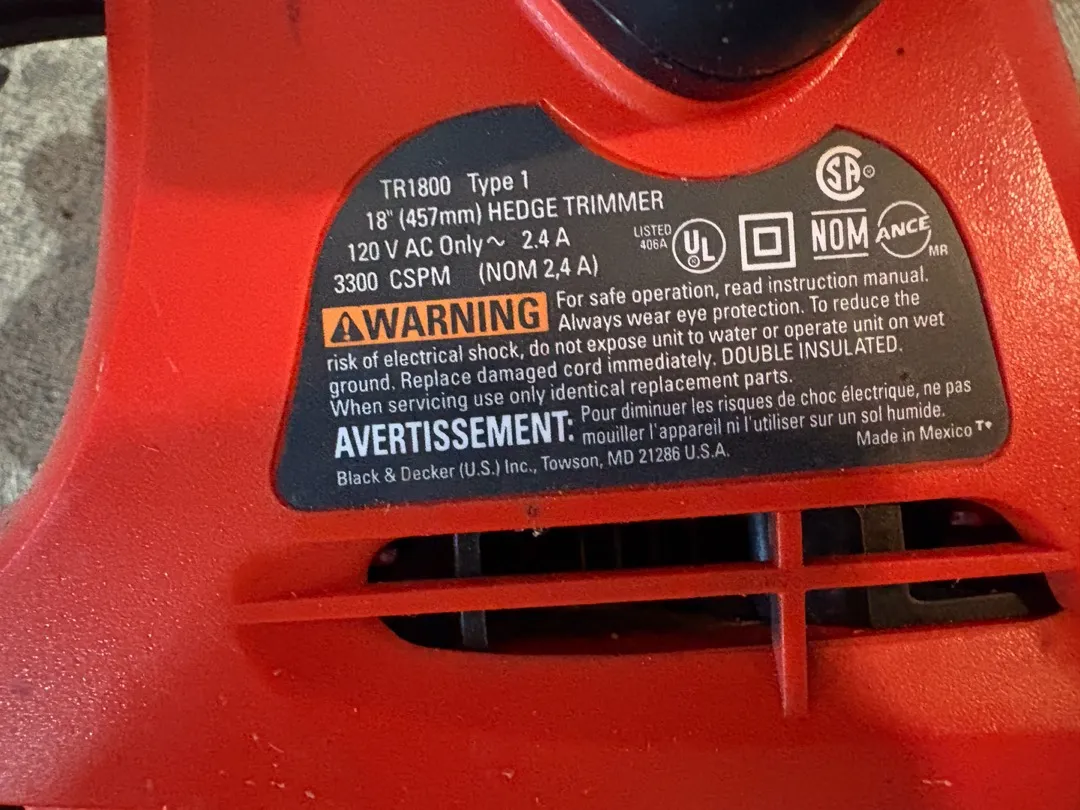 TR1800 Type 1
18" (457mm) HEDGE TRIMMER
120 V AC Only ~ 2.4 A
3300 CSPM (NOM 2,4 A)
LISTED
406A
UL
®
SA
®
NOM
ANCE
MR
⚠WARNING For safe operation, read instruction manual.
Always wear eye protection. To reduce the
risk of electrical shock, do not expose unit to water or operate unit on wet
ground. Replace damaged cord immediately. DOUBLE INSULATED.
When servicing use only identical replacement parts.
AVERTISSEMENT: Pour diminuer les risques de choc électrique, ne pas
mouiller l'appareil ni l'utiliser sur un sol humide.
Black & Decker (U.S.) Inc., Towson, MD 21286 U.S.A.
Made in Mexico